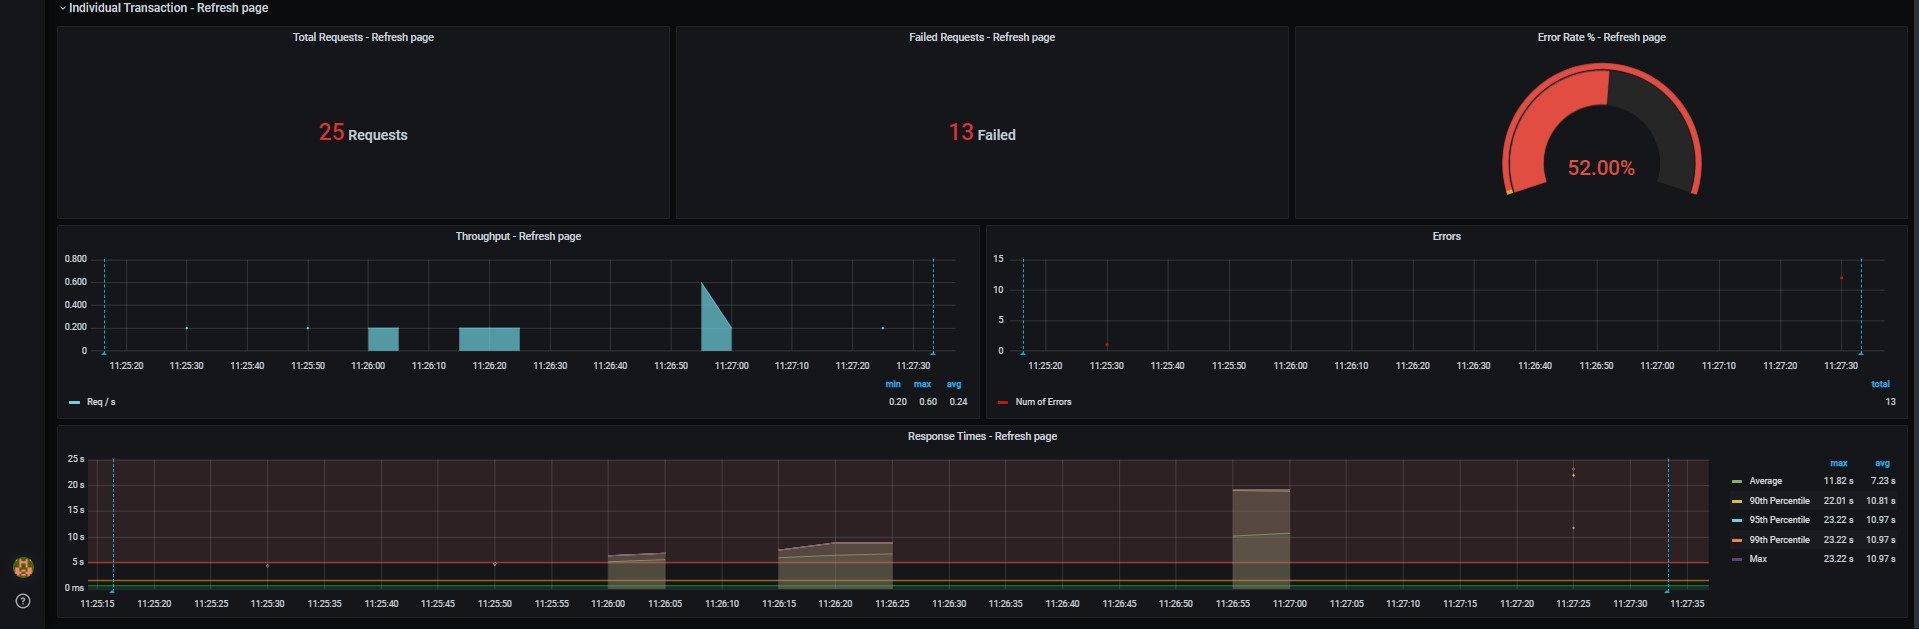 Individual Transaction - Refresh page
Total Requests - Refresh page
Failed Requests - Refresh page
Error Rate % - Refresh page
25 Requests
13 Failed
52.00%
Throughput - Refresh page
0.800
0.600
0.400
0.200
0
11:25:20 11:25:30 11:25:40 11:25:50 11:26:00 11:26:10 11:26:20 11:26:30 11:26:40 11:26:50 11:27:00 11:27:10 11:27:20 11:27:30
min max avg
Req / s 0.20 0.60 0.24
Errors
15
10
5
0
11:25:20 11:25:30 11:25:40 11:25:50 11:26:00 11:26:10 11:26:20 11:26:30 11:26:40 11:26:50 11:27:00 11:27:10 11:27:20 11:27:30
total
Num of Errors 13
Response Times - Refresh page
25 s
20 s
15 s
10 s
5 s
0 ms
11:25:15 11:25:20 11:25:25 11:25:30 11:25:35 11:25:40 11:25:45 11:25:50 11:25:55 11:26:00 11:26:05 11:26:10 11:26:15 11:26:20 11:26:25 11:26:30 11:26:35 11:26:40 11:26:45 11:26:50 11:26:55 11:27:00 11:27:05 11:27:10 11:27:15 11:27:20 11:27:25 11:27:30 11:27:35
max avg
Average 11.82 s 7.23 s
90th Percentile 22.01 s 10.81 s
95th Percentile 23.22 s 10.97 s
99th Percentile 23.22 s 10.97 s
Max 23.22 s 10.97 s